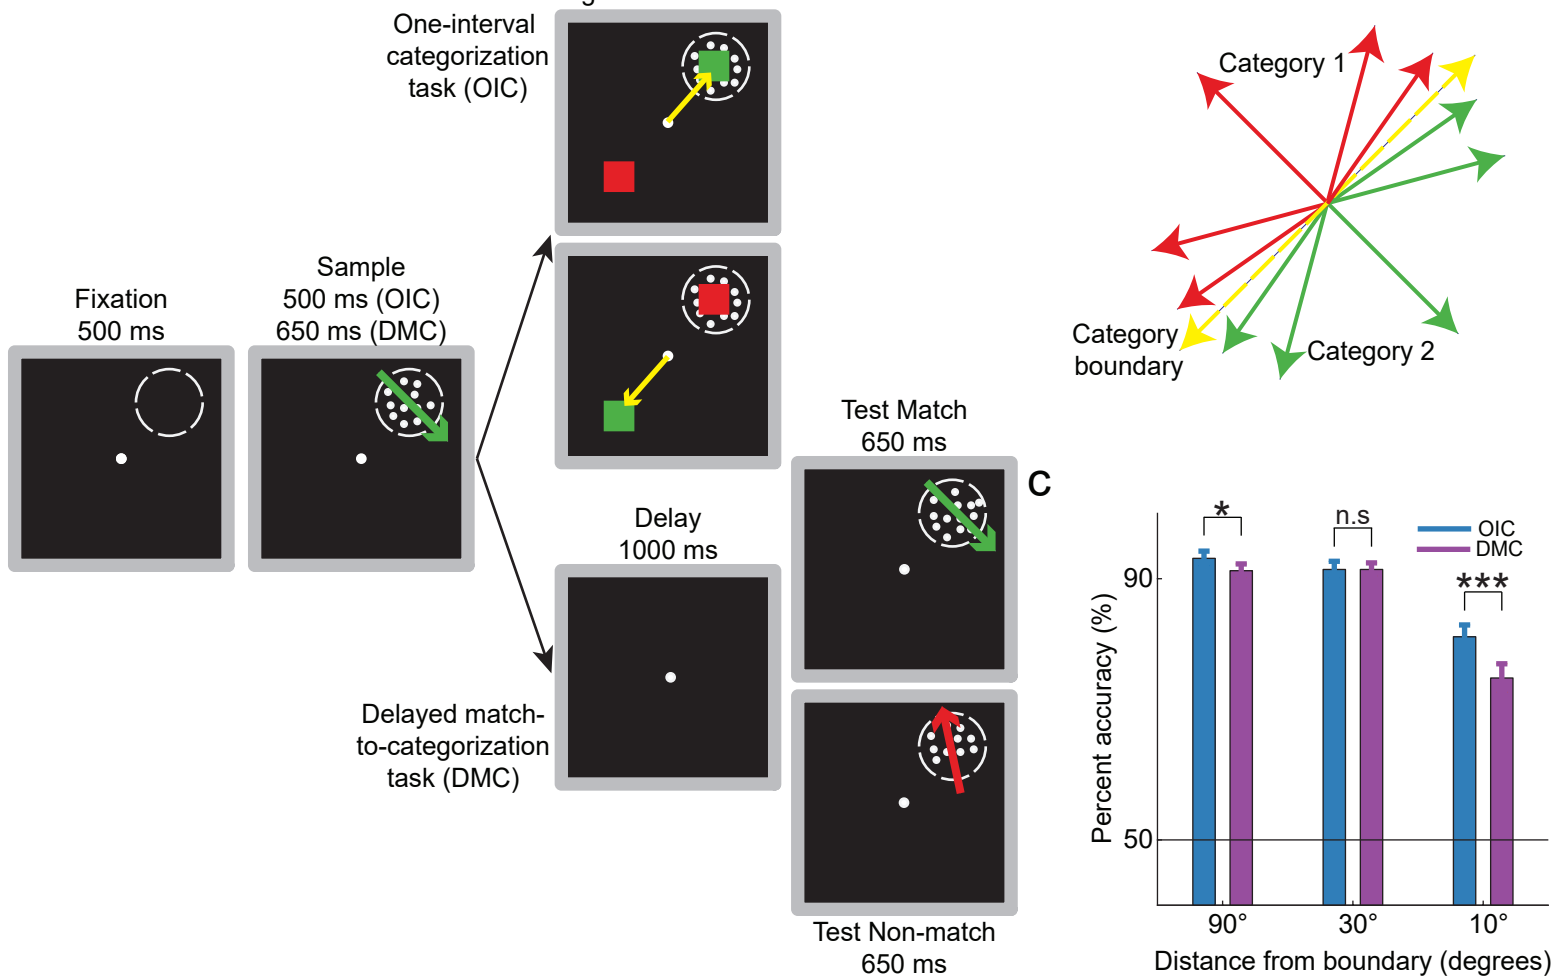 One-interval
categorization
task (OIC)
Fixation
500 ms
Sample
500 ms (OIC)
650 ms (DMC)
Delay
1000 ms
Delayed match-
to-categorization
task (DMC)
Test Match
650 ms
Test Non-match
650 ms
Category 1
Category
boundary
Category 2
C
* n.s ***
OIC
DMC
90
50
Percent accuracy (%)
90° 30° 10°
Distance from boundary (degrees)